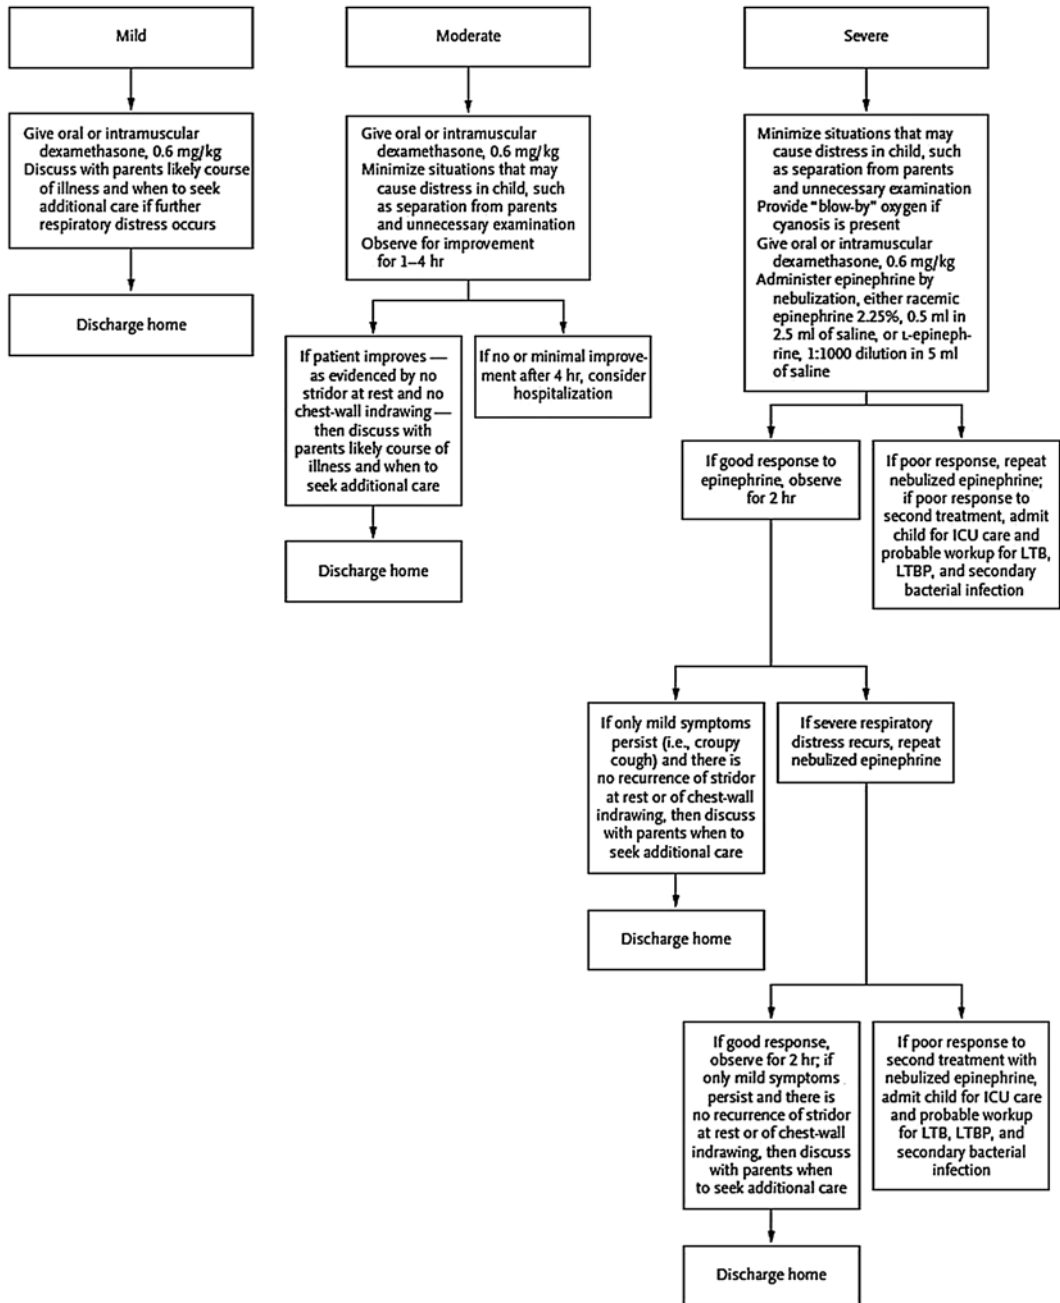 Mild
Give oral or intramuscular
dexamethasone, 0.6 mg/kg
Discuss with parents likely course
of illness and when to seek
additional care if further
respiratory distress occurs
Discharge home
Moderate
Give oral or intramuscular
dexamethasone, 0.6 mg/kg
Minimize situations that may
cause distress in child, such
as separation from parents
and unnecessary examination
Observe for improvement
for 1–4 hr
If patient improves —
as evidenced by no
stridor at rest and no
chest-wall indrawing —
then discuss with
parents likely course of
illness and when to
seek additional care
Discharge home
If no or minimal improve-
ment after 4 hr, consider
hospitalization
Severe
Minimize situations that may
cause distress in child, such
as separation from parents
and unnecessary examination
Provide "blow-by" oxygen if
cyanosis is present
Give oral or intramuscular
dexamethasone, 0.6 mg/kg
Administer epinephrine by
nebulization, either racemic
epinephrine 2.25%, 0.5 ml in
2.5 ml of saline, or L-epineph-
rine, 1:1000 dilution in 5 ml
of saline
If good response to
epinephrine, observe
for 2 hr
If poor response, repeat
nebulized epinephrine;
if poor response to
second treatment, admit
child for ICU care and
probable workup for LTB,
LTBP, and secondary
bacterial infection
If only mild symptoms
persist (i.e., croupy
cough) and there is
no recurrence of stridor
at rest or of chest-wall
indrawing, then discuss
with parents when to
seek additional care
Discharge home
If severe respiratory
distress recurs, repeat
nebulized epinephrine
If good response,
observe for 2 hr; if
only mild symptoms
persist and there is
no recurrence of stridor
at rest or of chest-wall
indrawing, then discuss
with parents when
to seek additional care
Discharge home
If poor response to
second treatment with
nebulized epinephrine,
admit child for ICU care
and probable workup
for LTB, LTBP, and
secondary bacterial
infection